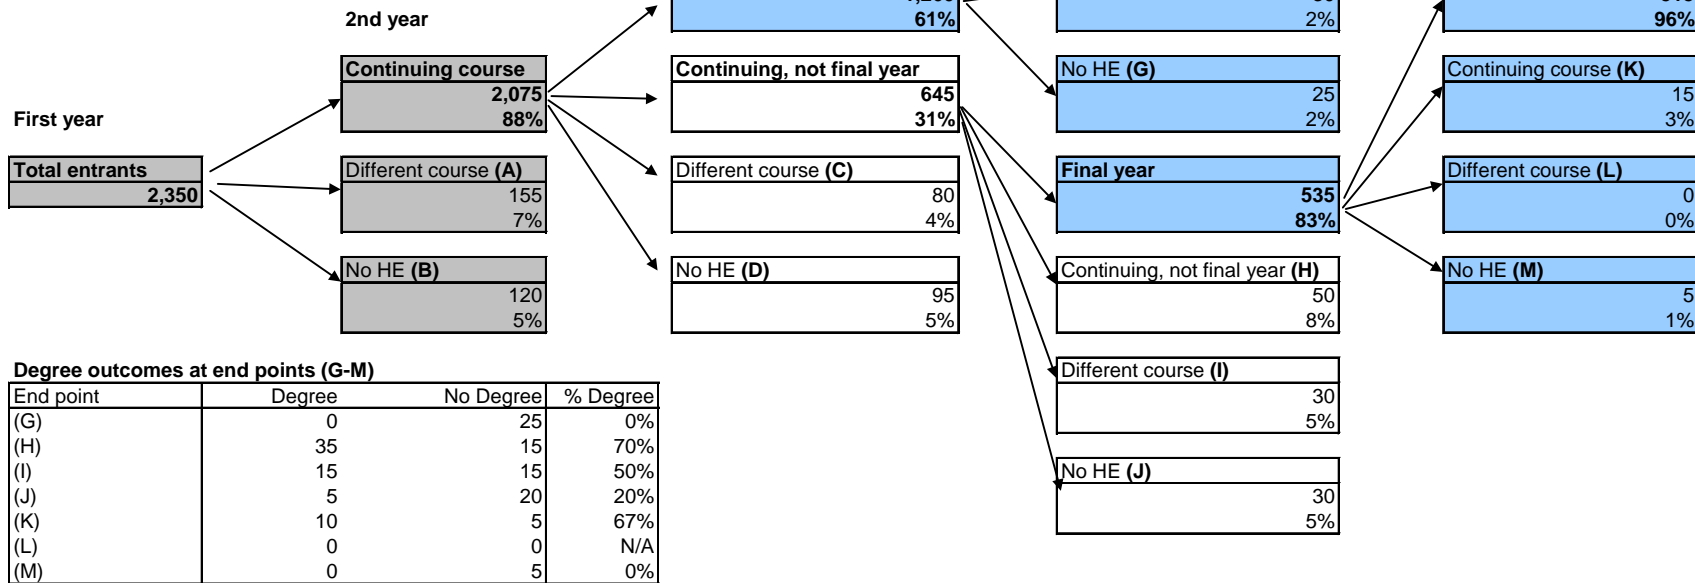 2nd year
61%
2%
96%
Continuing course
2,075
88%
Continuing, not final year
645
31%
No HE (G)
25
2%
Continuing course (K)
15
3%
First year
Total entrants
2,350
Different course (A)
155
7%
Different course (C)
80
4%
Final year
535
83%
Different course (L)
0
0%
No HE (B)
120
5%
No HE (D)
95
5%
Continuing, not final year (H)
50
8%
No HE (M)
5
1%
Different course (I)
30
5%
No HE (J)
30
5%
Degree outcomes at end points (G-M)
End point Degree No Degree % Degree
(G) 0 25 0%
(H) 35 15 70%
(I) 15 15 50%
(J) 5 20 20%
(K) 10 5 67%
(L) 0 0 N/A
(M) 0 5 0%